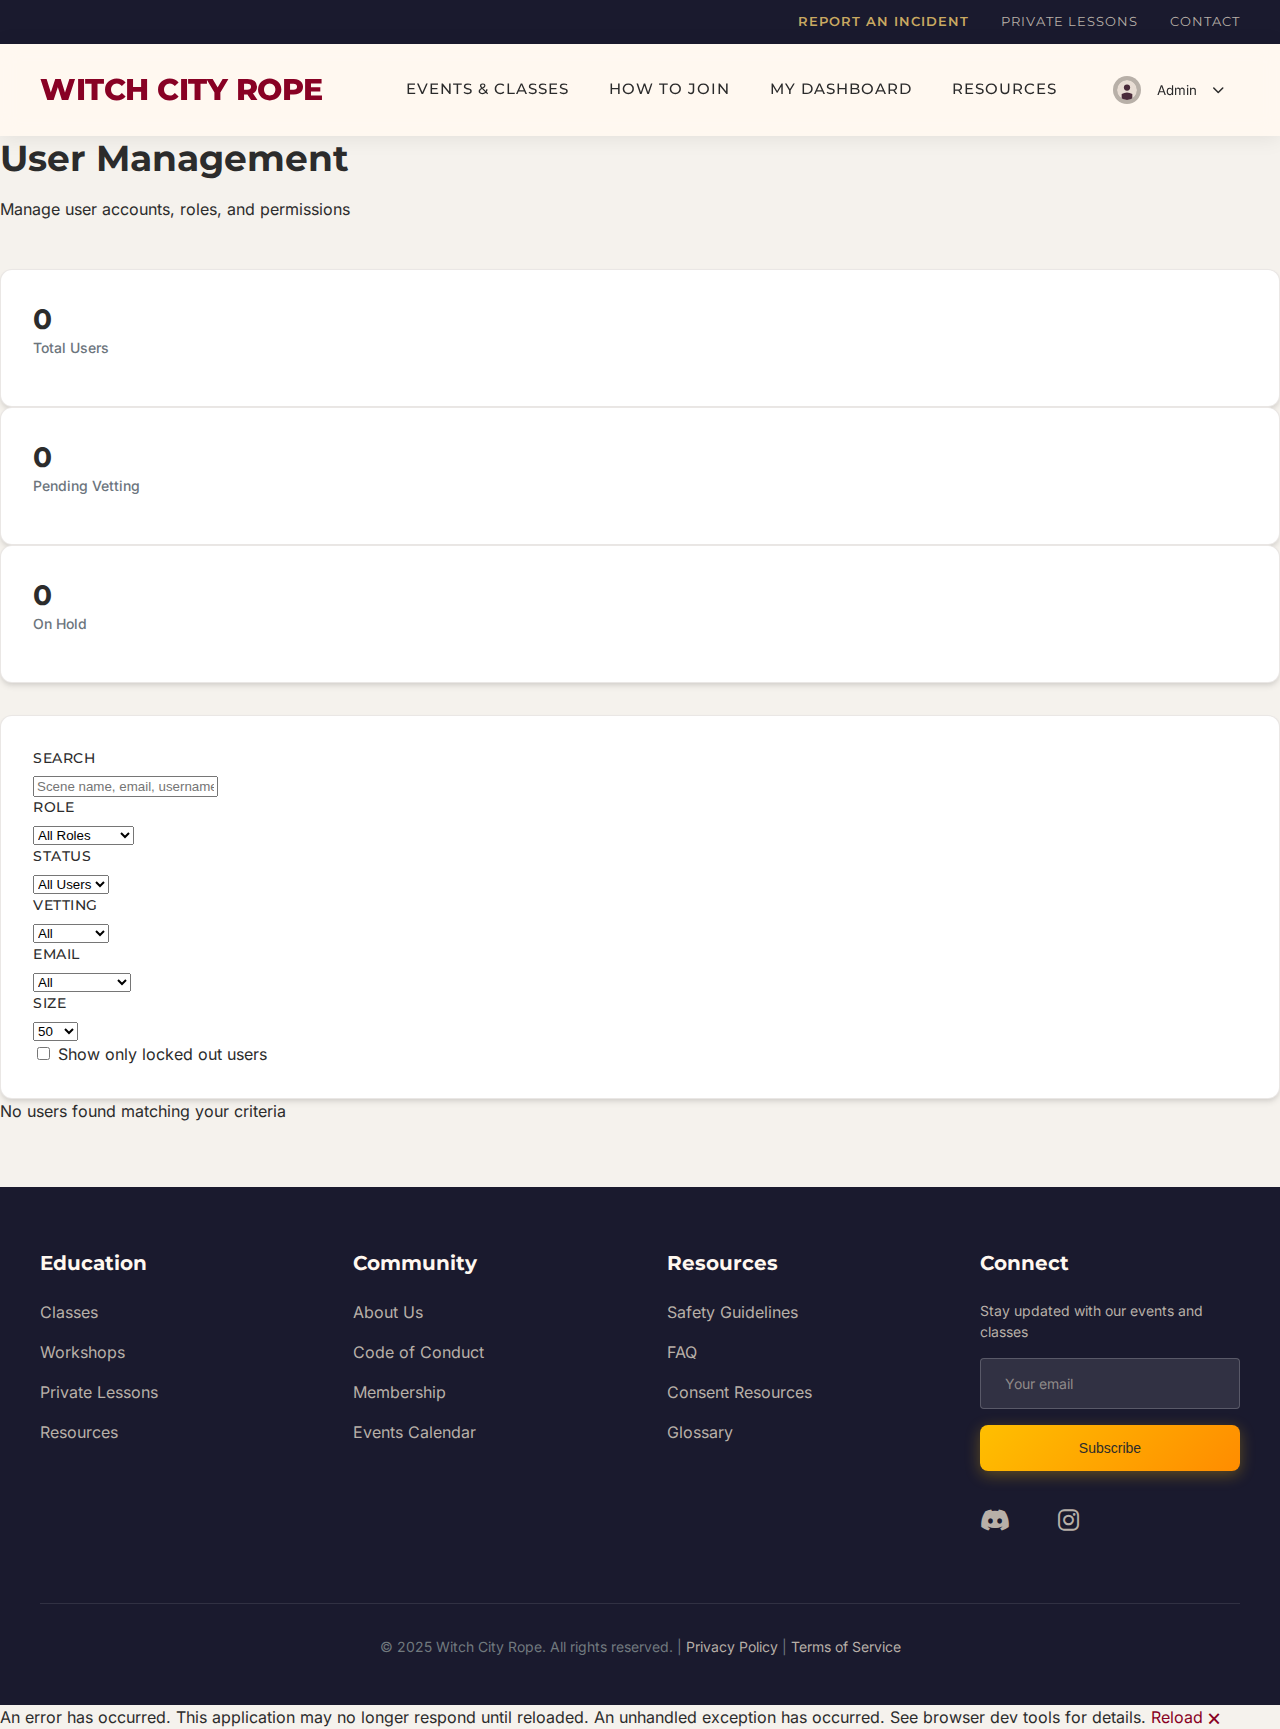 REPORT AN INCIDENT PRIVATE LESSONS CONTACT
WITCH CITY ROPE EVENTS & CLASSES HOW TO JOIN MY DASHBOARD RESOURCES Admin
User Management
Manage user accounts, roles, and permissions
0
Total Users
0
Pending Vetting
0
On Hold
SEARCH
Scene name, email, username
ROLE
All Roles
STATUS
All Users
VETTING
All
EMAIL
All
SIZE
50
Show only locked out users
No users found matching your criteria
Education
Classes
Workshops
Private Lessons
Resources
Community
About Us
Code of Conduct
Membership
Events Calendar
Resources
Safety Guidelines
FAQ
Consent Resources
Glossary
Connect
Stay updated with our events and
classes
Your email
Subscribe
© 2025 Witch City Rope. All rights reserved. | Privacy Policy | Terms of Service
An error has occurred. This application may no longer respond until reloaded. An unhandled exception has occurred. See browser dev tools for details. Reload ✕